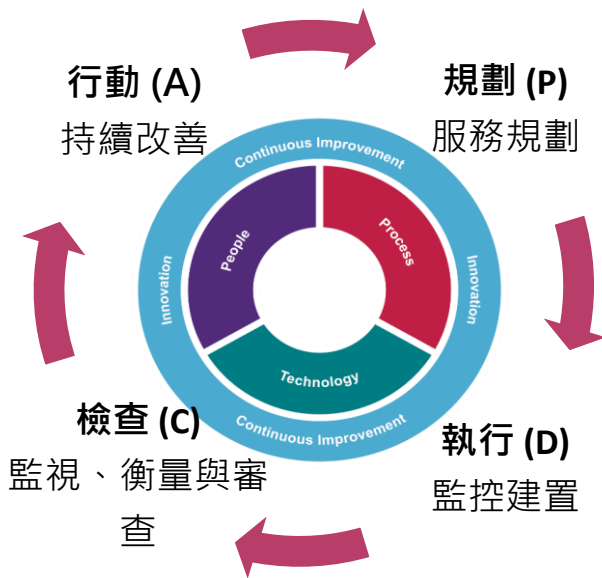 行動 (A)
持續改善
規劃 (P)
服務規劃
Continuous Improvement
People
Process
Innovation
Innovation
Technology
Continuous Improvement
檢查 (C)
監視、衡量與審
查
執行 (D)
監控建置